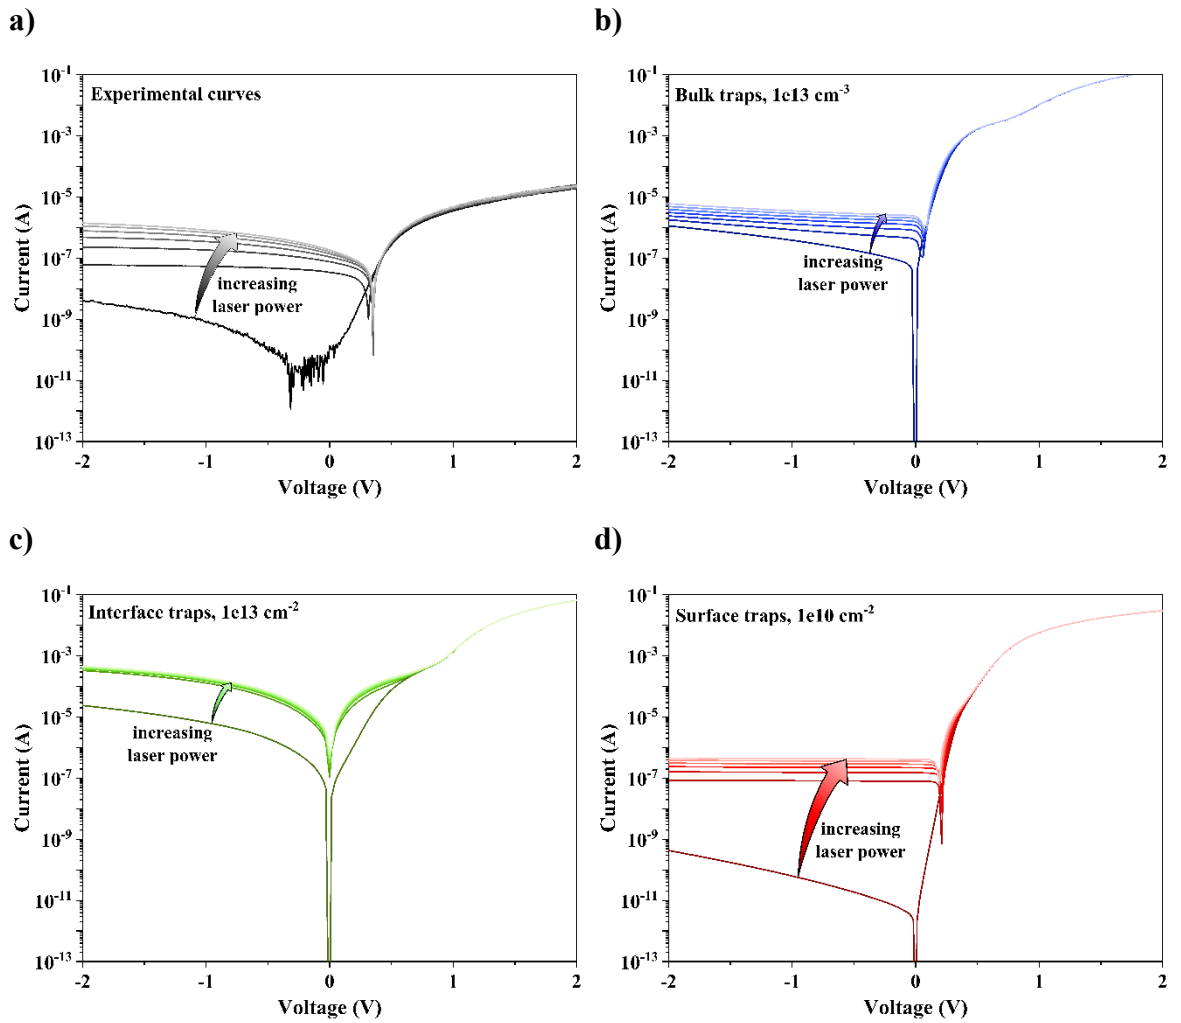 a)
Experimental curves
increasing
laser power
10⁻¹
10⁻³
10⁻⁵
10⁻⁷
10⁻⁹
10⁻¹¹
10⁻¹³
Current (A)
-2
-1
0
1
2
Voltage (V)
b)
Bulk traps, 1e13 cm⁻³
increasing
laser power
10⁻¹
10⁻³
10⁻⁵
10⁻⁷
10⁻⁹
10⁻¹¹
10⁻¹³
Current (A)
-2
-1
0
1
2
Voltage (V)
c)
Interface traps, 1e13 cm⁻²
increasing
laser power
10⁻¹
10⁻³
10⁻⁵
10⁻⁷
10⁻⁹
10⁻¹¹
10⁻¹³
Current (A)
-2
-1
0
1
2
Voltage (V)
d)
Surface traps, 1e10 cm⁻²
increasing
laser power
10⁻¹
10⁻³
10⁻⁵
10⁻⁷
10⁻⁹
10⁻¹¹
10⁻¹³
Current (A)
-2
-1
0
1
2
Voltage (V)